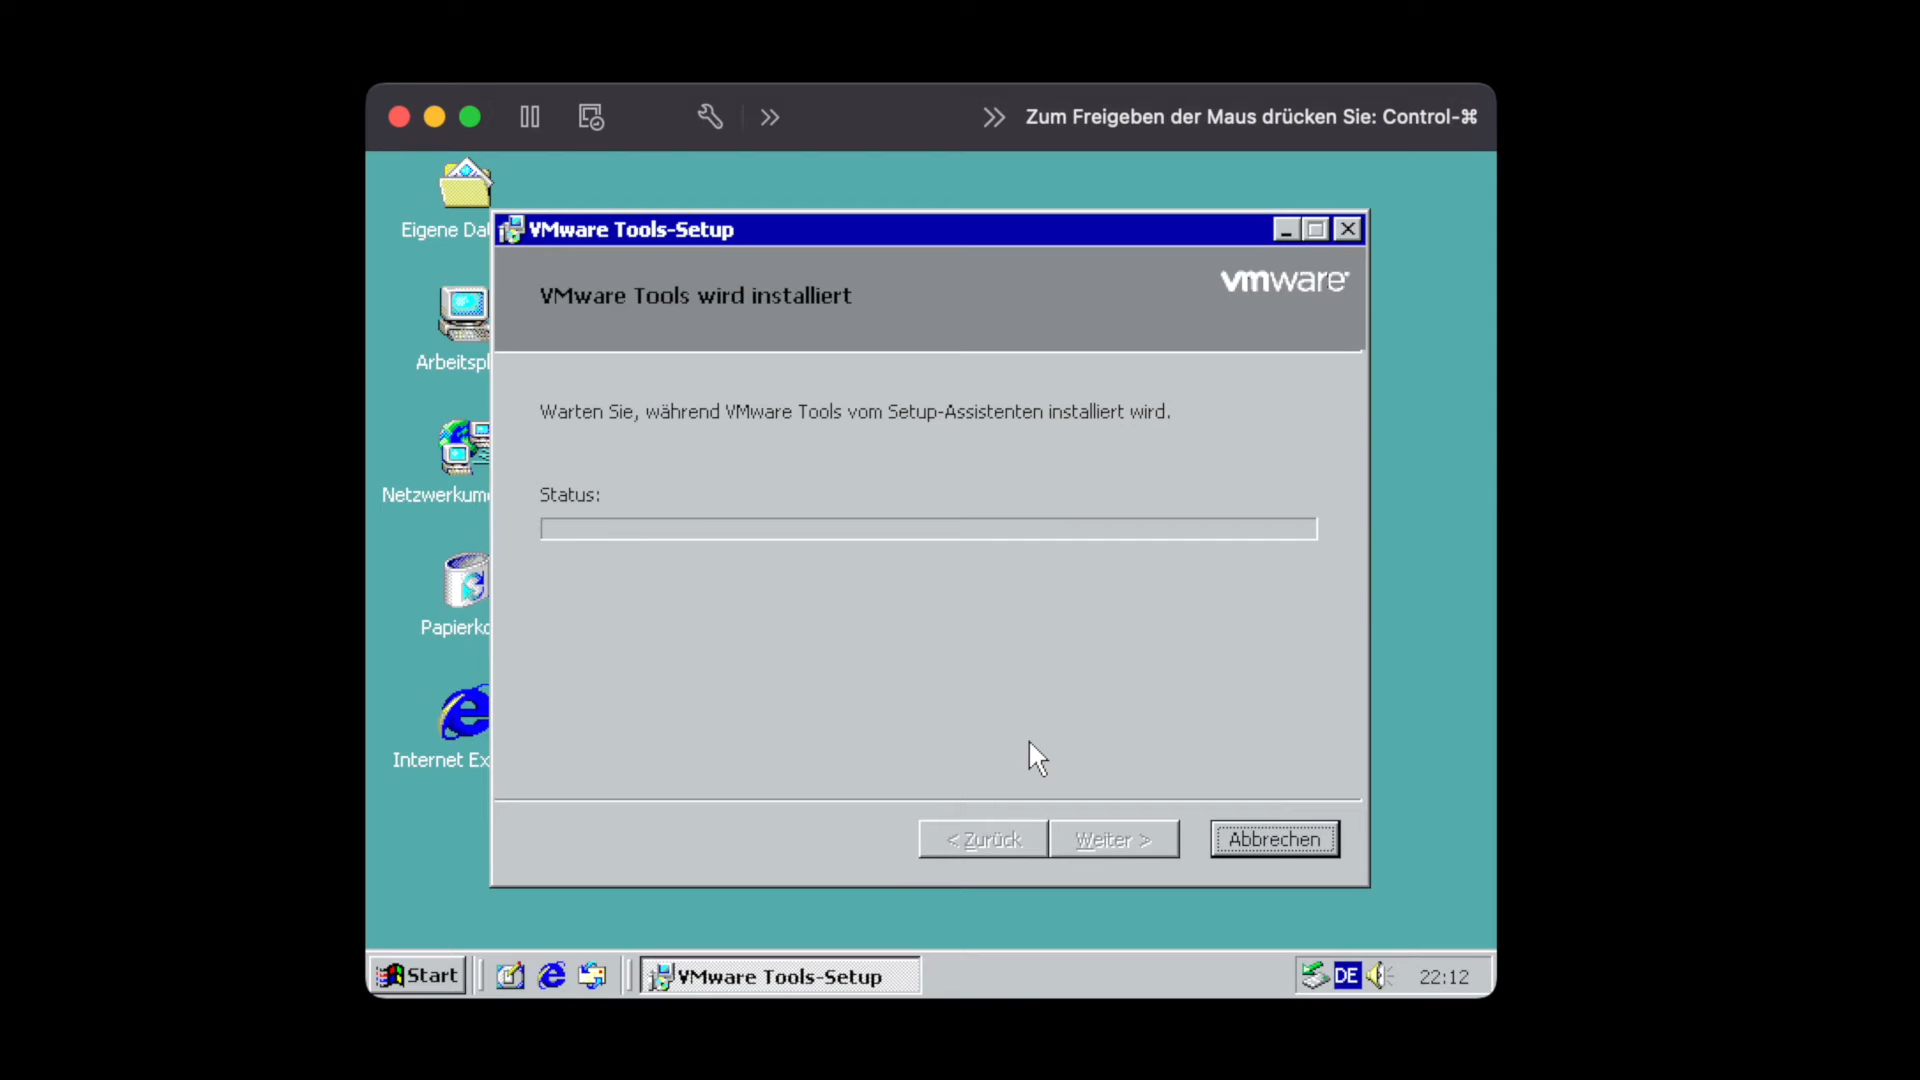 Zum Freigeben der Maus drücken Sie: Control-⌘
Eigene Da
VMware Tools-Setup
VMware Tools wird installiert
vmware
Arbeitspl
Warten Sie, während VMware Tools vom Setup-Assistenten installiert wird.
Netzwerkum
Status:
Papierko
Internet Ex
< Zurück
Weiter >
Abbrechen
Start
VMware Tools-Setup
DE
22:12